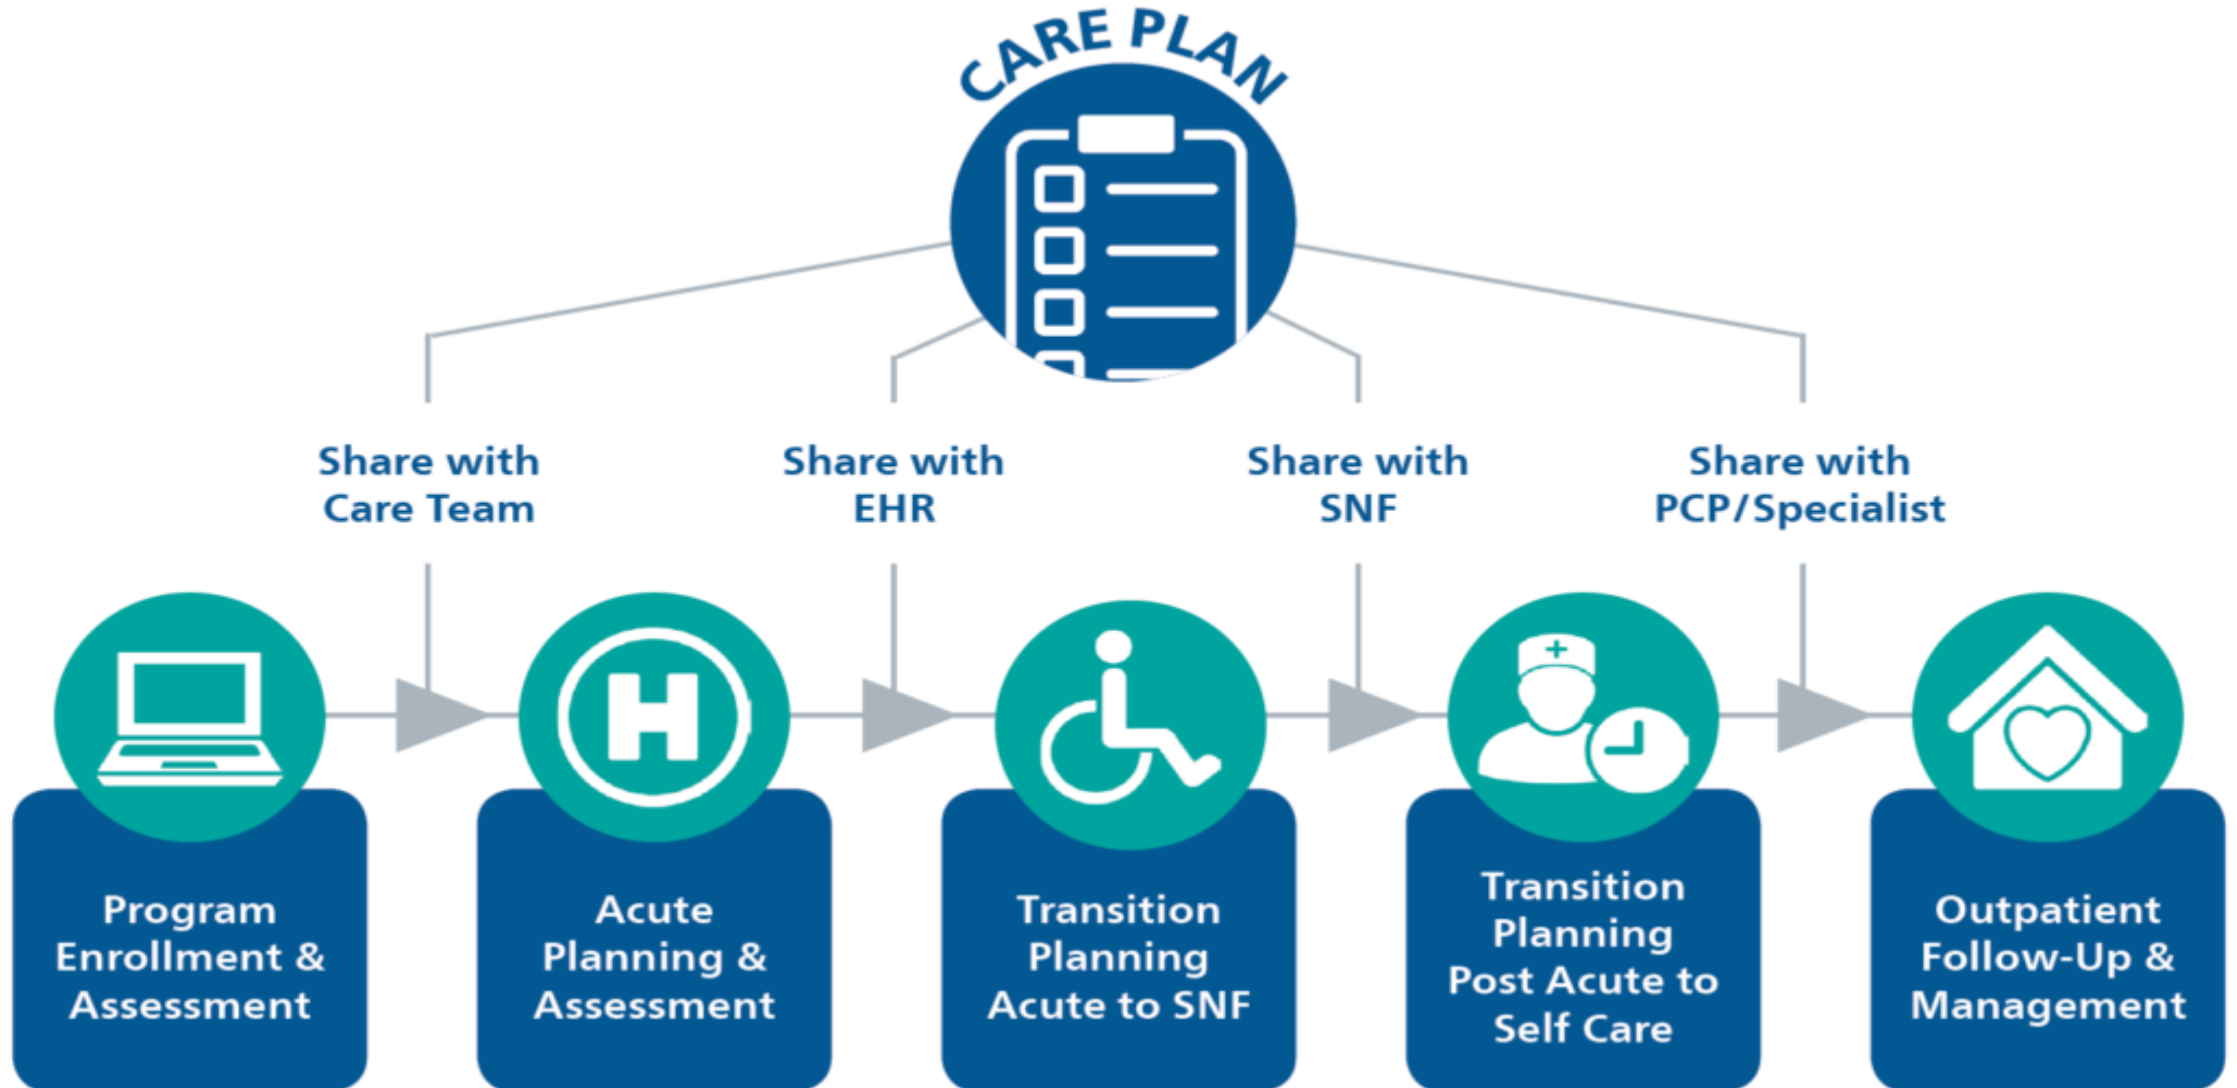 CARE PLAN
Share with
Care Team
Share with
EHR
Share with
SNF
Share with
PCP/Specialist
H
Program
Enrollment &
Assessment
Acute
Planning &
Assessment
Transition
Planning
Acute to SNF
Transition
Planning
Post Acute to
Self Care
Outpatient
Follow-Up &
Management